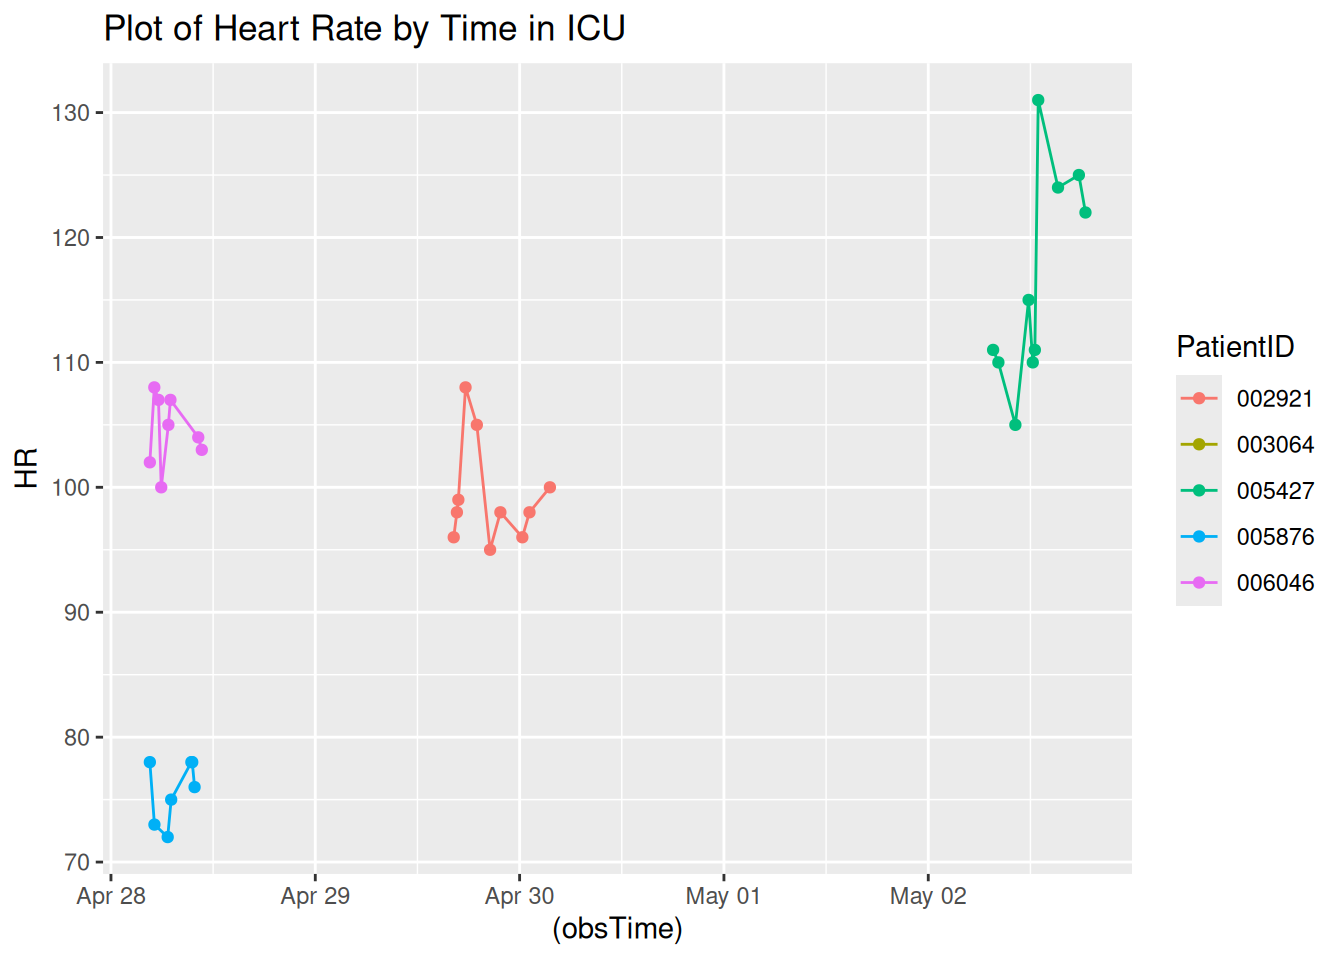 Plot of Heart Rate by Time in ICU
130
120
110
100
90
80
70
HR
Apr 28
Apr 29
Apr 30
May 01
May 02
(obsTime)
PatientID
002921
003064
005427
005876
006046